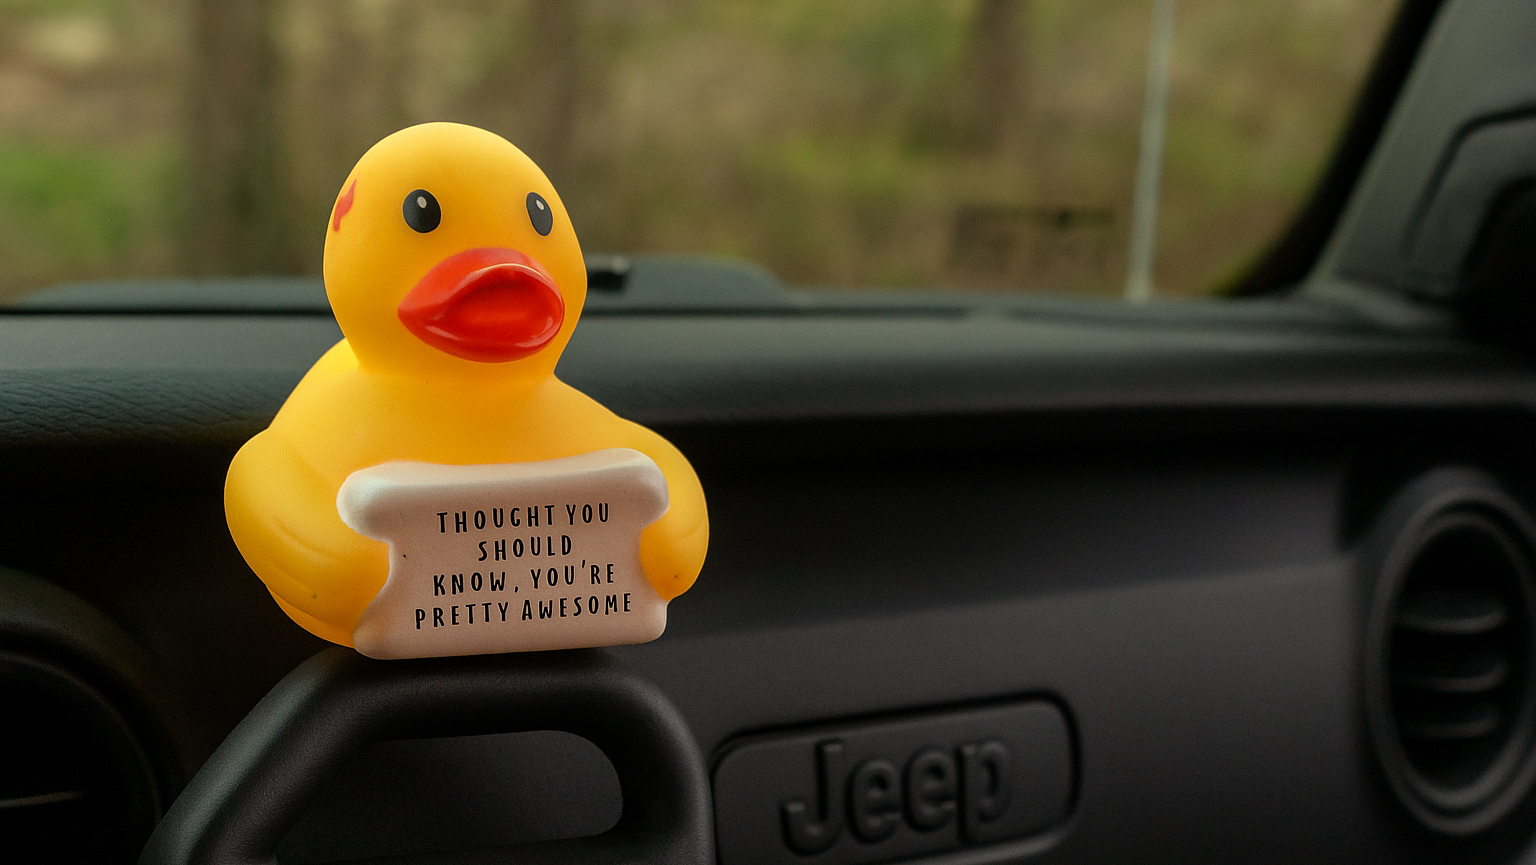 THOUGHT YOU
SHOULD
KNOW, YOU'RE
PRETTY AWESOME
Jeep